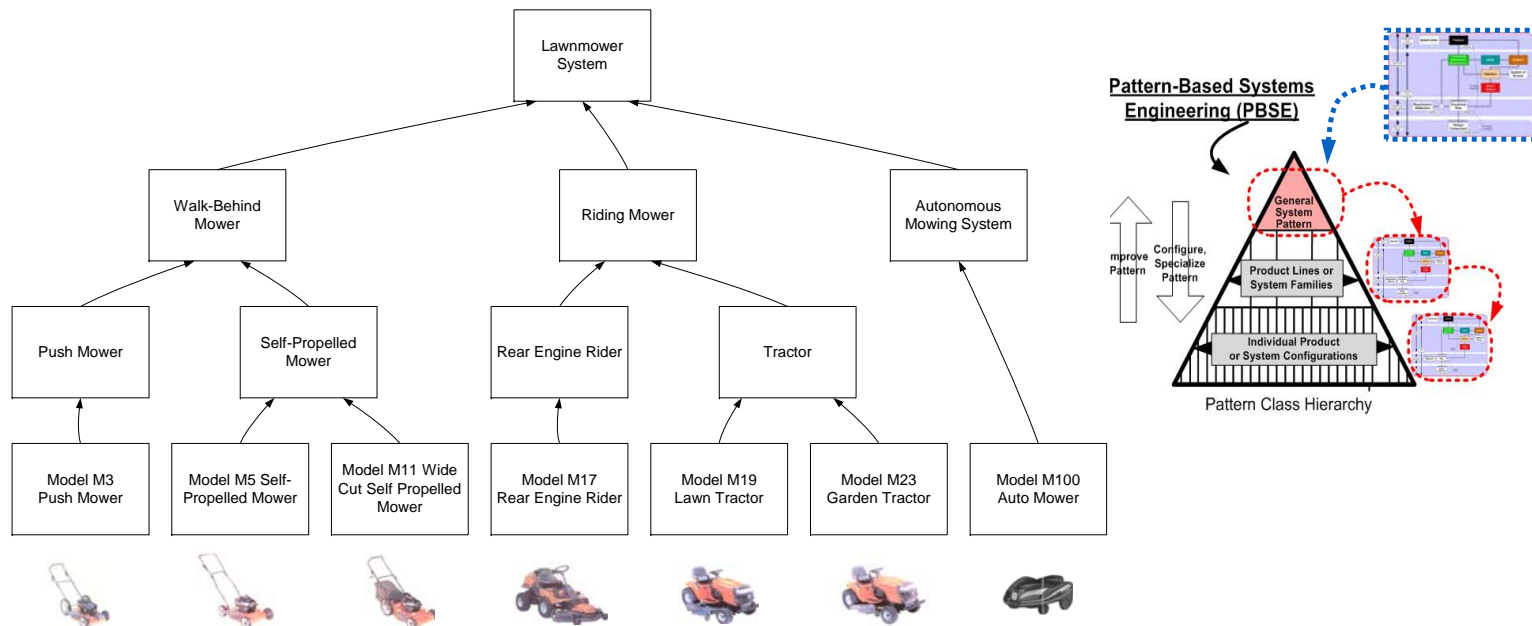 Lawnmower
System
Walk-Behind
Mower
Riding Mower
Autonomous
Mowing System
Push Mower
Self-Propelled
Mower
Rear Engine Rider
Tractor
Model M3
Push Mower
Model M5 Self-
Propelled Mower
Model M11 Wide
Cut Self Propelled
Mower
Model M17
Rear Engine Rider
Model M19
Lawn Tractor
Model M23
Garden Tractor
Model M100
Auto Mower
Pattern-Based Systems
Engineering (PBSE)
General
System
Pattern
mprove
Pattern
Configure,
Specialize
Pattern
Product Lines or
System Families
Individual Product
or System Configurations
Pattern Class Hierarchy